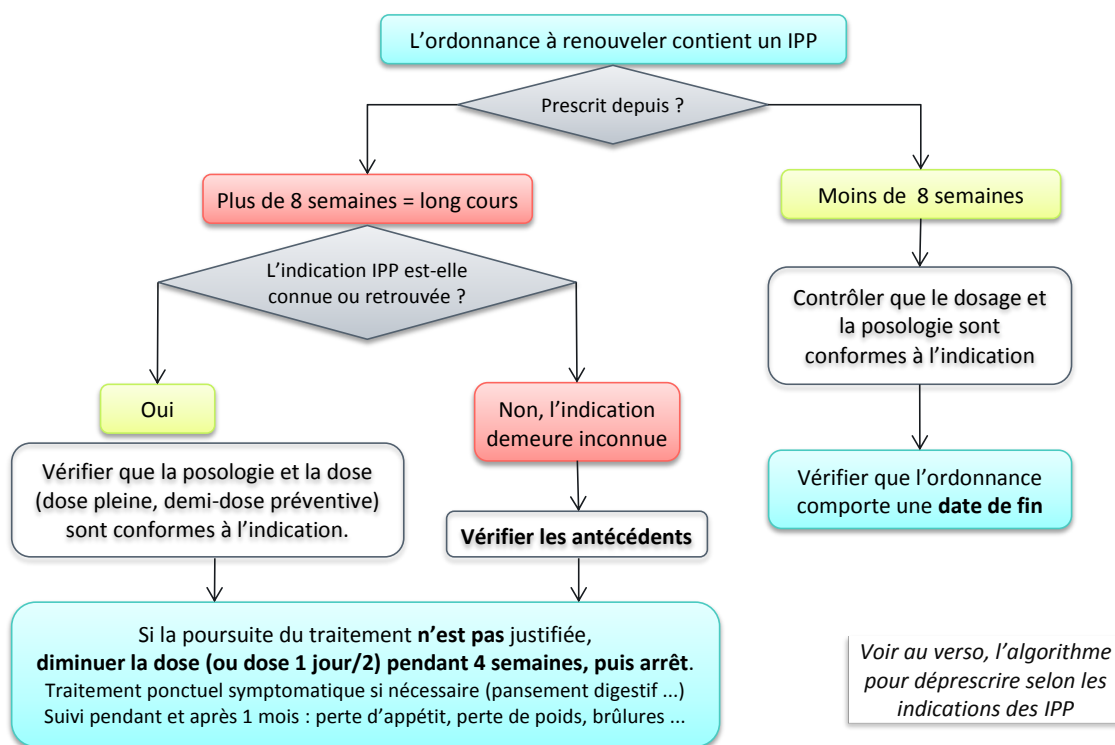 L'ordonnance à renouveler contient un IPP
Prescrit depuis ?
Plus de 8 semaines = long cours
Moins de 8 semaines
L'indication IPP est-elle
connue ou retrouvée ?
Contrôler que le dosage et
la posologie sont
conformes à l'indication
Oui
Non, l'indication
demeure inconnue
Vérifier que la posologie et la dose
(dose pleine, demi-dose préventive)
sont conformes à l'indication.
Vérifier que l'ordonnance
comporte une date de fin
Vérifier les antécédents
Si la poursuite du traitement n'est pas justifiée,
diminuer la dose (ou dose 1 jour/2) pendant 4 semaines, puis arrêt.
Traitement ponctuel symptomatique si nécessaire (pansement digestif ...)
Suivi pendant et après 1 mois : perte d'appétit, perte de poids, brûlures ...
Voir au verso, l'algorithme
pour déprescrire selon les
indications des IPP